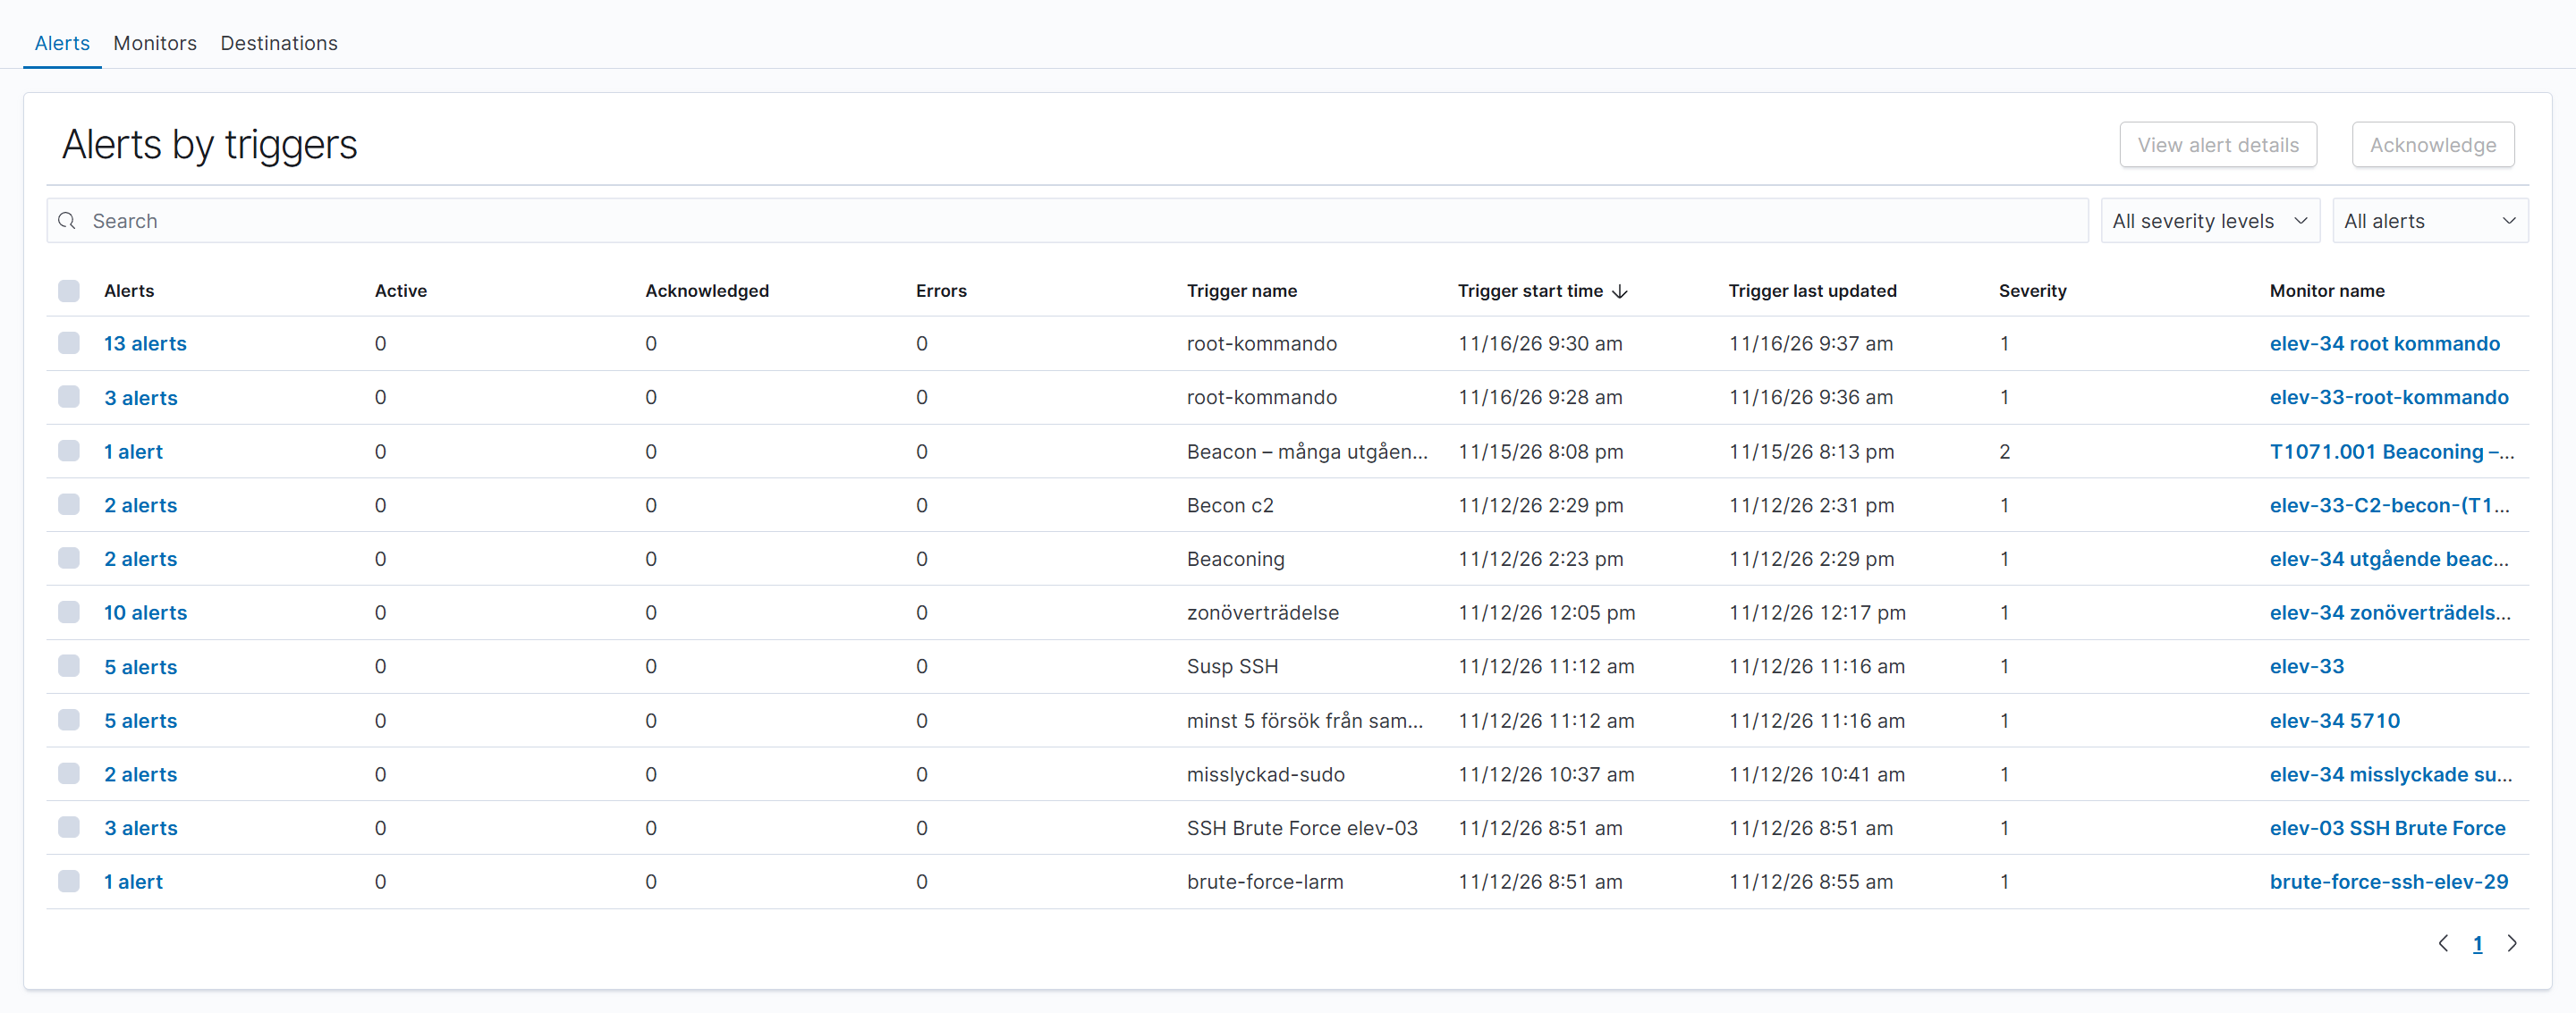 Alerts Monitors Destinations
Alerts by triggers
View alert details Acknowledge
Search All severity levels All alerts
Alerts Active Acknowledged Errors Trigger name Trigger start time Trigger last updated Severity Monitor name
13 alerts 0 0 0 root-kommando 11/16/26 9:30 am 11/16/26 9:37 am 1 elev-34 root kommando
3 alerts 0 0 0 root-kommando 11/16/26 9:28 am 11/16/26 9:36 am 1 elev-33-root-kommando
1 alert 0 0 0 Beacon – många utgåen... 11/15/26 8:08 pm 11/15/26 8:13 pm 2 T1071.001 Beaconing –...
2 alerts 0 0 0 Becon c2 11/12/26 2:29 pm 11/12/26 2:31 pm 1 elev-33-C2-becon-(T1...
2 alerts 0 0 0 Beaconing 11/12/26 2:23 pm 11/12/26 2:29 pm 1 elev-34 utgående beac...
10 alerts 0 0 0 zonöverträdelse 11/12/26 12:05 pm 11/12/26 12:17 pm 1 elev-34 zonöverträdels...
5 alerts 0 0 0 Susp SSH 11/12/26 11:12 am 11/12/26 11:16 am 1 elev-33
5 alerts 0 0 0 minst 5 försök från sam... 11/12/26 11:12 am 11/12/26 11:16 am 1 elev-34 5710
2 alerts 0 0 0 misslyckad-sudo 11/12/26 10:37 am 11/12/26 10:41 am 1 elev-34 misslyckade su...
3 alerts 0 0 0 SSH Brute Force elev-03 11/12/26 8:51 am 11/12/26 8:51 am 1 elev-03 SSH Brute Force
1 alert 0 0 0 brute-force-larm 11/12/26 8:51 am 11/12/26 8:55 am 1 brute-force-ssh-elev-29
1